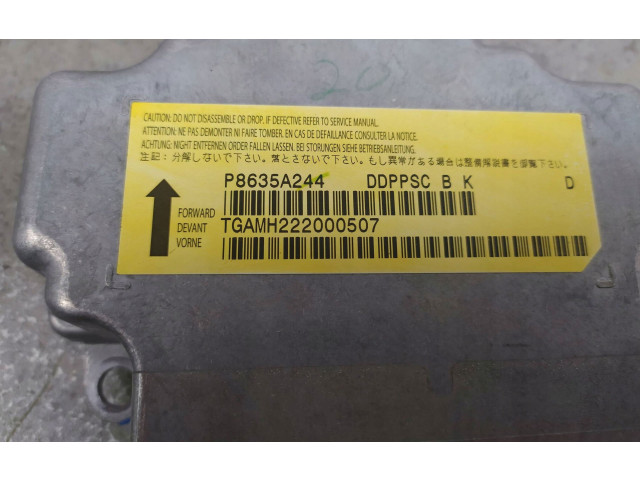 20
CAUTION: DO NOT DISASSEMBLE OR DROP. IF DEFECTIVE REFER TO SERVICE MANUAL.
ATTENTION: NE PAS DEMONTER NI FAIRE TOMBER. EN CAS DE DEFAILLANCE CONSULTER LA NOTICE.
ACHTUNG: NIGHT ENTFERNEN ORDER FALLEN LASSEN. BEI STORUNGEN SIEHE BETRIEBSANLEITUNG.
注記: 分解しないで下さい。落とさないで下さい。もし異常がある場合は整備解説書を御覧下さい。
P8635A244 DDPPSC B K D
FORWARD
DEVANT
VORNE
TGAMH222000507